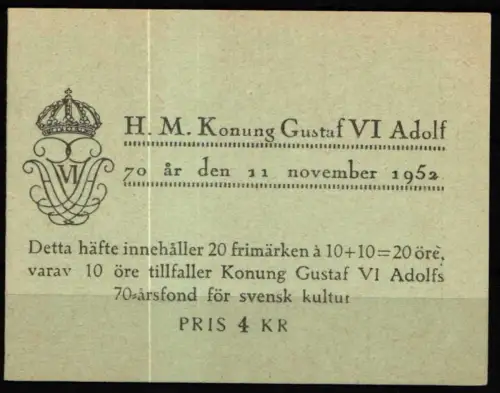 VI
H. M. Konung Gustaf VI Adolf
70 år den 11 november 1952
Detta häfte innehåller 20 frimärken à 10+10=20 öre,
varav 10 öre tillfaller Konung Gustaf VI Adolfs
70-årsfond för svensk kultur
PRIS 4 KR